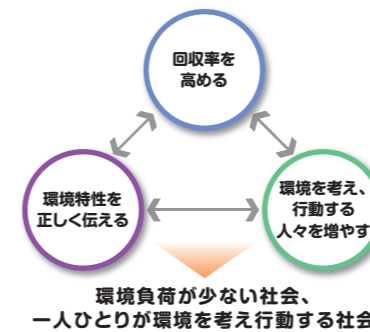 回収率を
高める
環境特性を
正しく伝える
環境を考え、
行動する
人々を増やす
環境負荷が少ない社会、
一人ひとりが環境を考え行動する社会